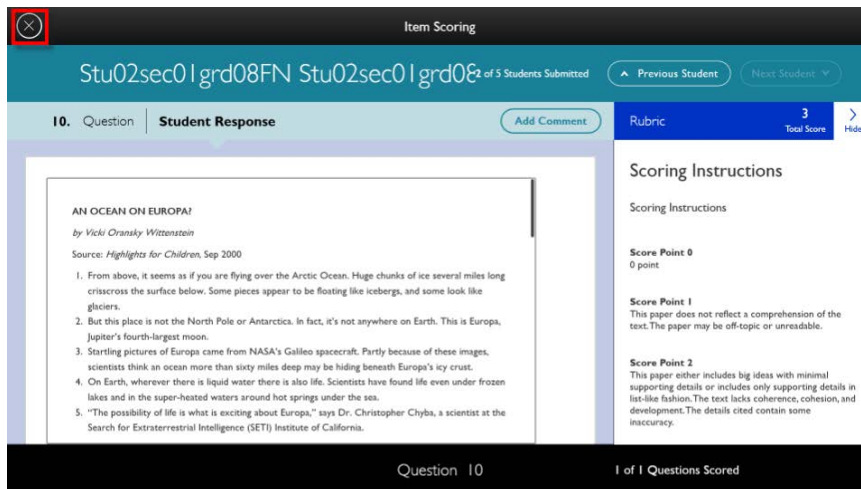 Item Scoring
Stu02sec01grd08FN Stu02sec01grd08
2 of 5 Students Submitted
Previous Student
Next Student
10. Question
Student Response
Add Comment
Rubric
3
Total Score
Hide
AN OCEAN ON EUROPA?
by Vicki Oransky Wittenstein
Source: Highlights for Children, Sep 2000
1. From above, it seems as if you are flying over the Arctic Ocean. Huge chunks of ice several miles long
crisscross the surface below. Some pieces appear to be floating like icebergs, and some look like
glaciers.
2. But this place is not the North Pole or Antarctica. In fact, it's not anywhere on Earth. This is Europa,
Jupiter's fourth-largest moon.
3. Startling pictures of Europa came from NASA's Galileo spacecraft. Partly because of these images,
scientists think an ocean more than sixty miles deep may be hiding beneath Europa's icy crust.
4. On Earth, wherever there is liquid water there is also life. Scientists have found life even under frozen
lakes and in the super-heated waters around hot springs under the sea.
5. "The possibility of life is what is exciting about Europa," says Dr. Christopher Chyba, a scientist at the
Search for Extraterrestrial Intelligence (SETI) Institute of California.
Scoring Instructions
Scoring Instructions
Score Point 0
0 point
Score Point 1
This paper does not reflect a comprehension of the
text. The paper may be off-topic or unreadable.
Score Point 2
This paper either includes big ideas with minimal
supporting details or includes only supporting details in
list-like fashion. The text lacks coherence, cohesion, and
development. The details cited contain some
inaccuracy.
Question 10
1 of 1 Questions Scored